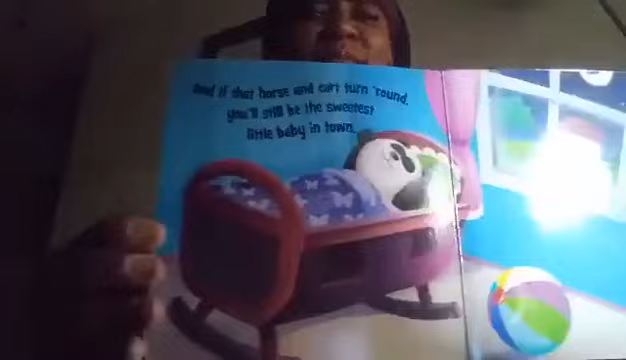 And if that horse and cart turn 'round,
you'll still be the sweetest
little baby in town.